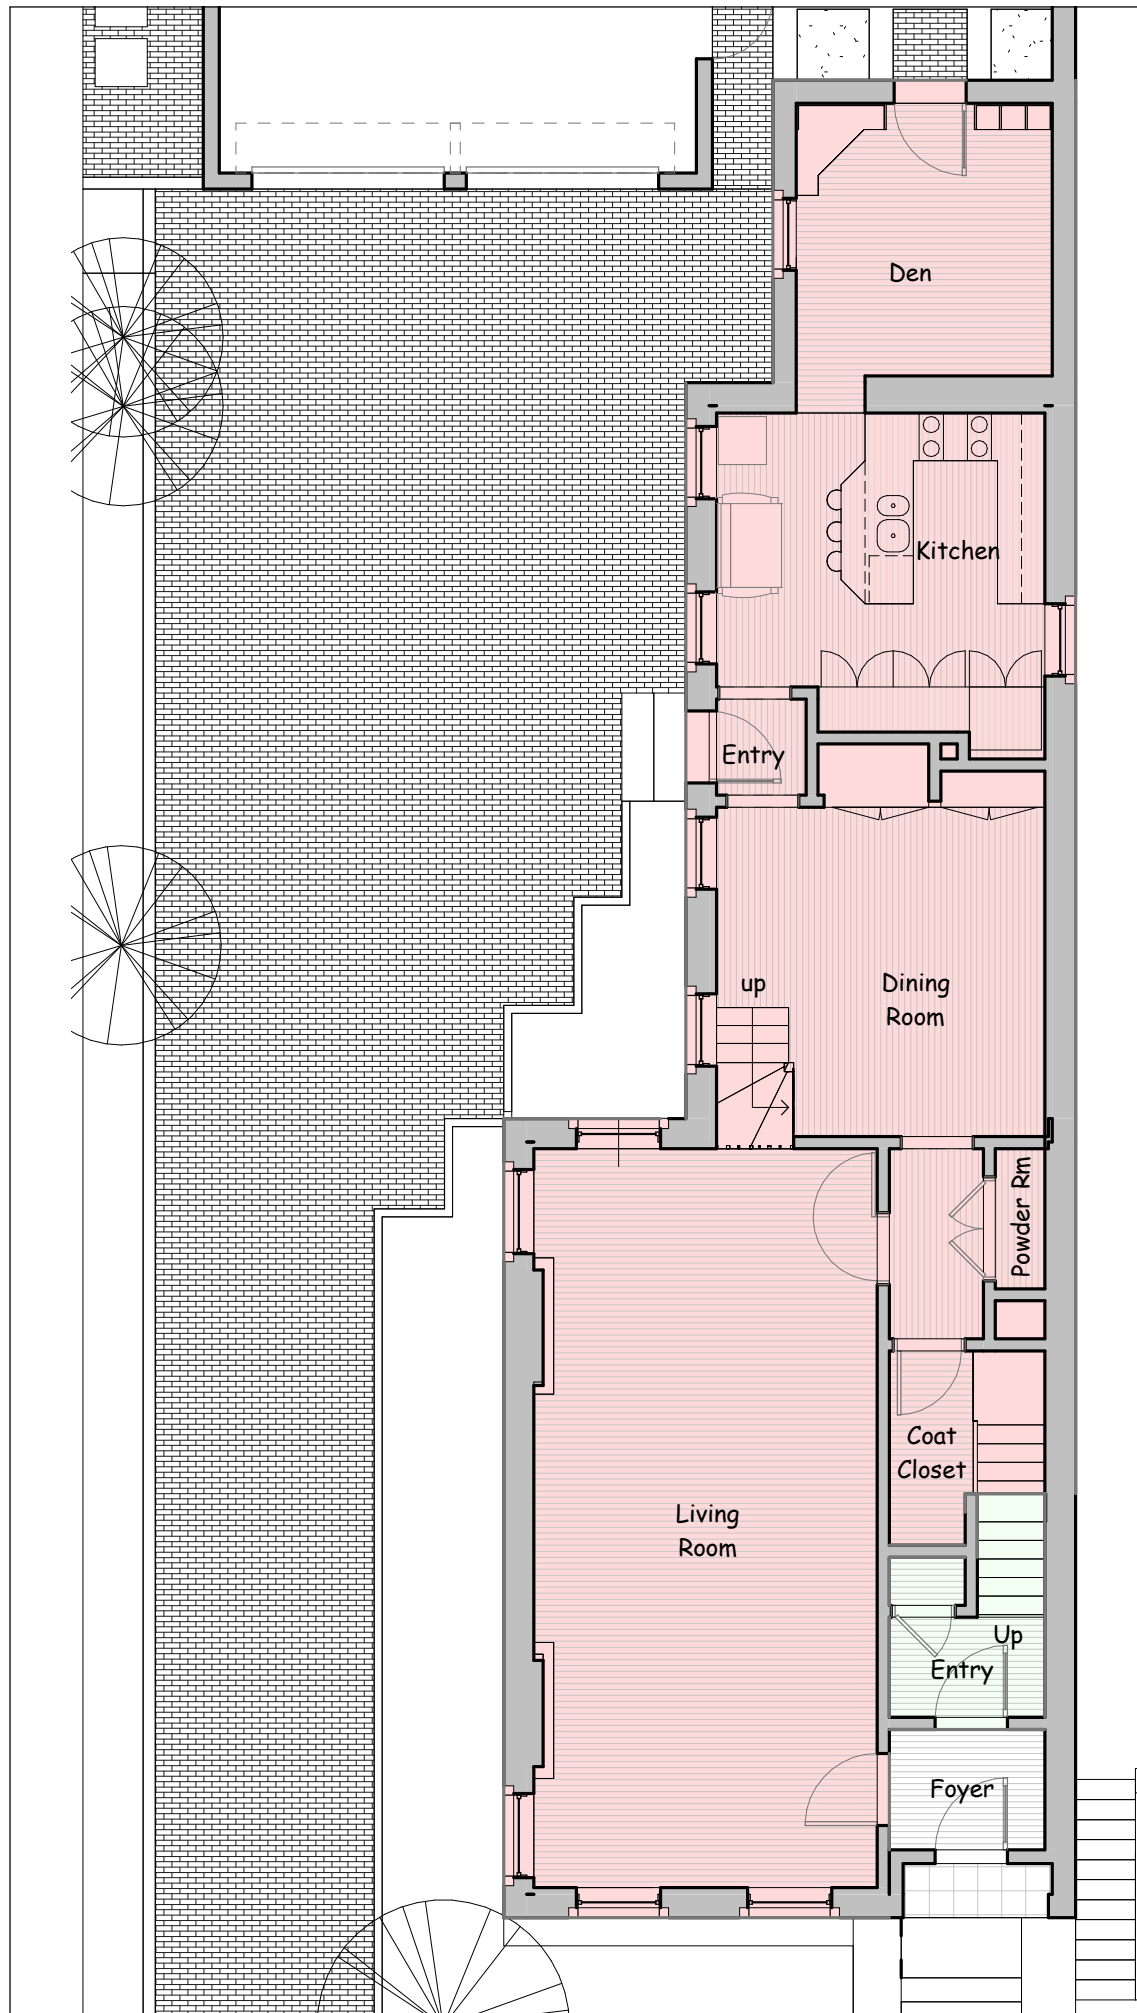 Den
Kitchen
Entry
up
Dining
Room
Powder Rm
Coat
Closet
Living
Room
Up
Entry
Foyer